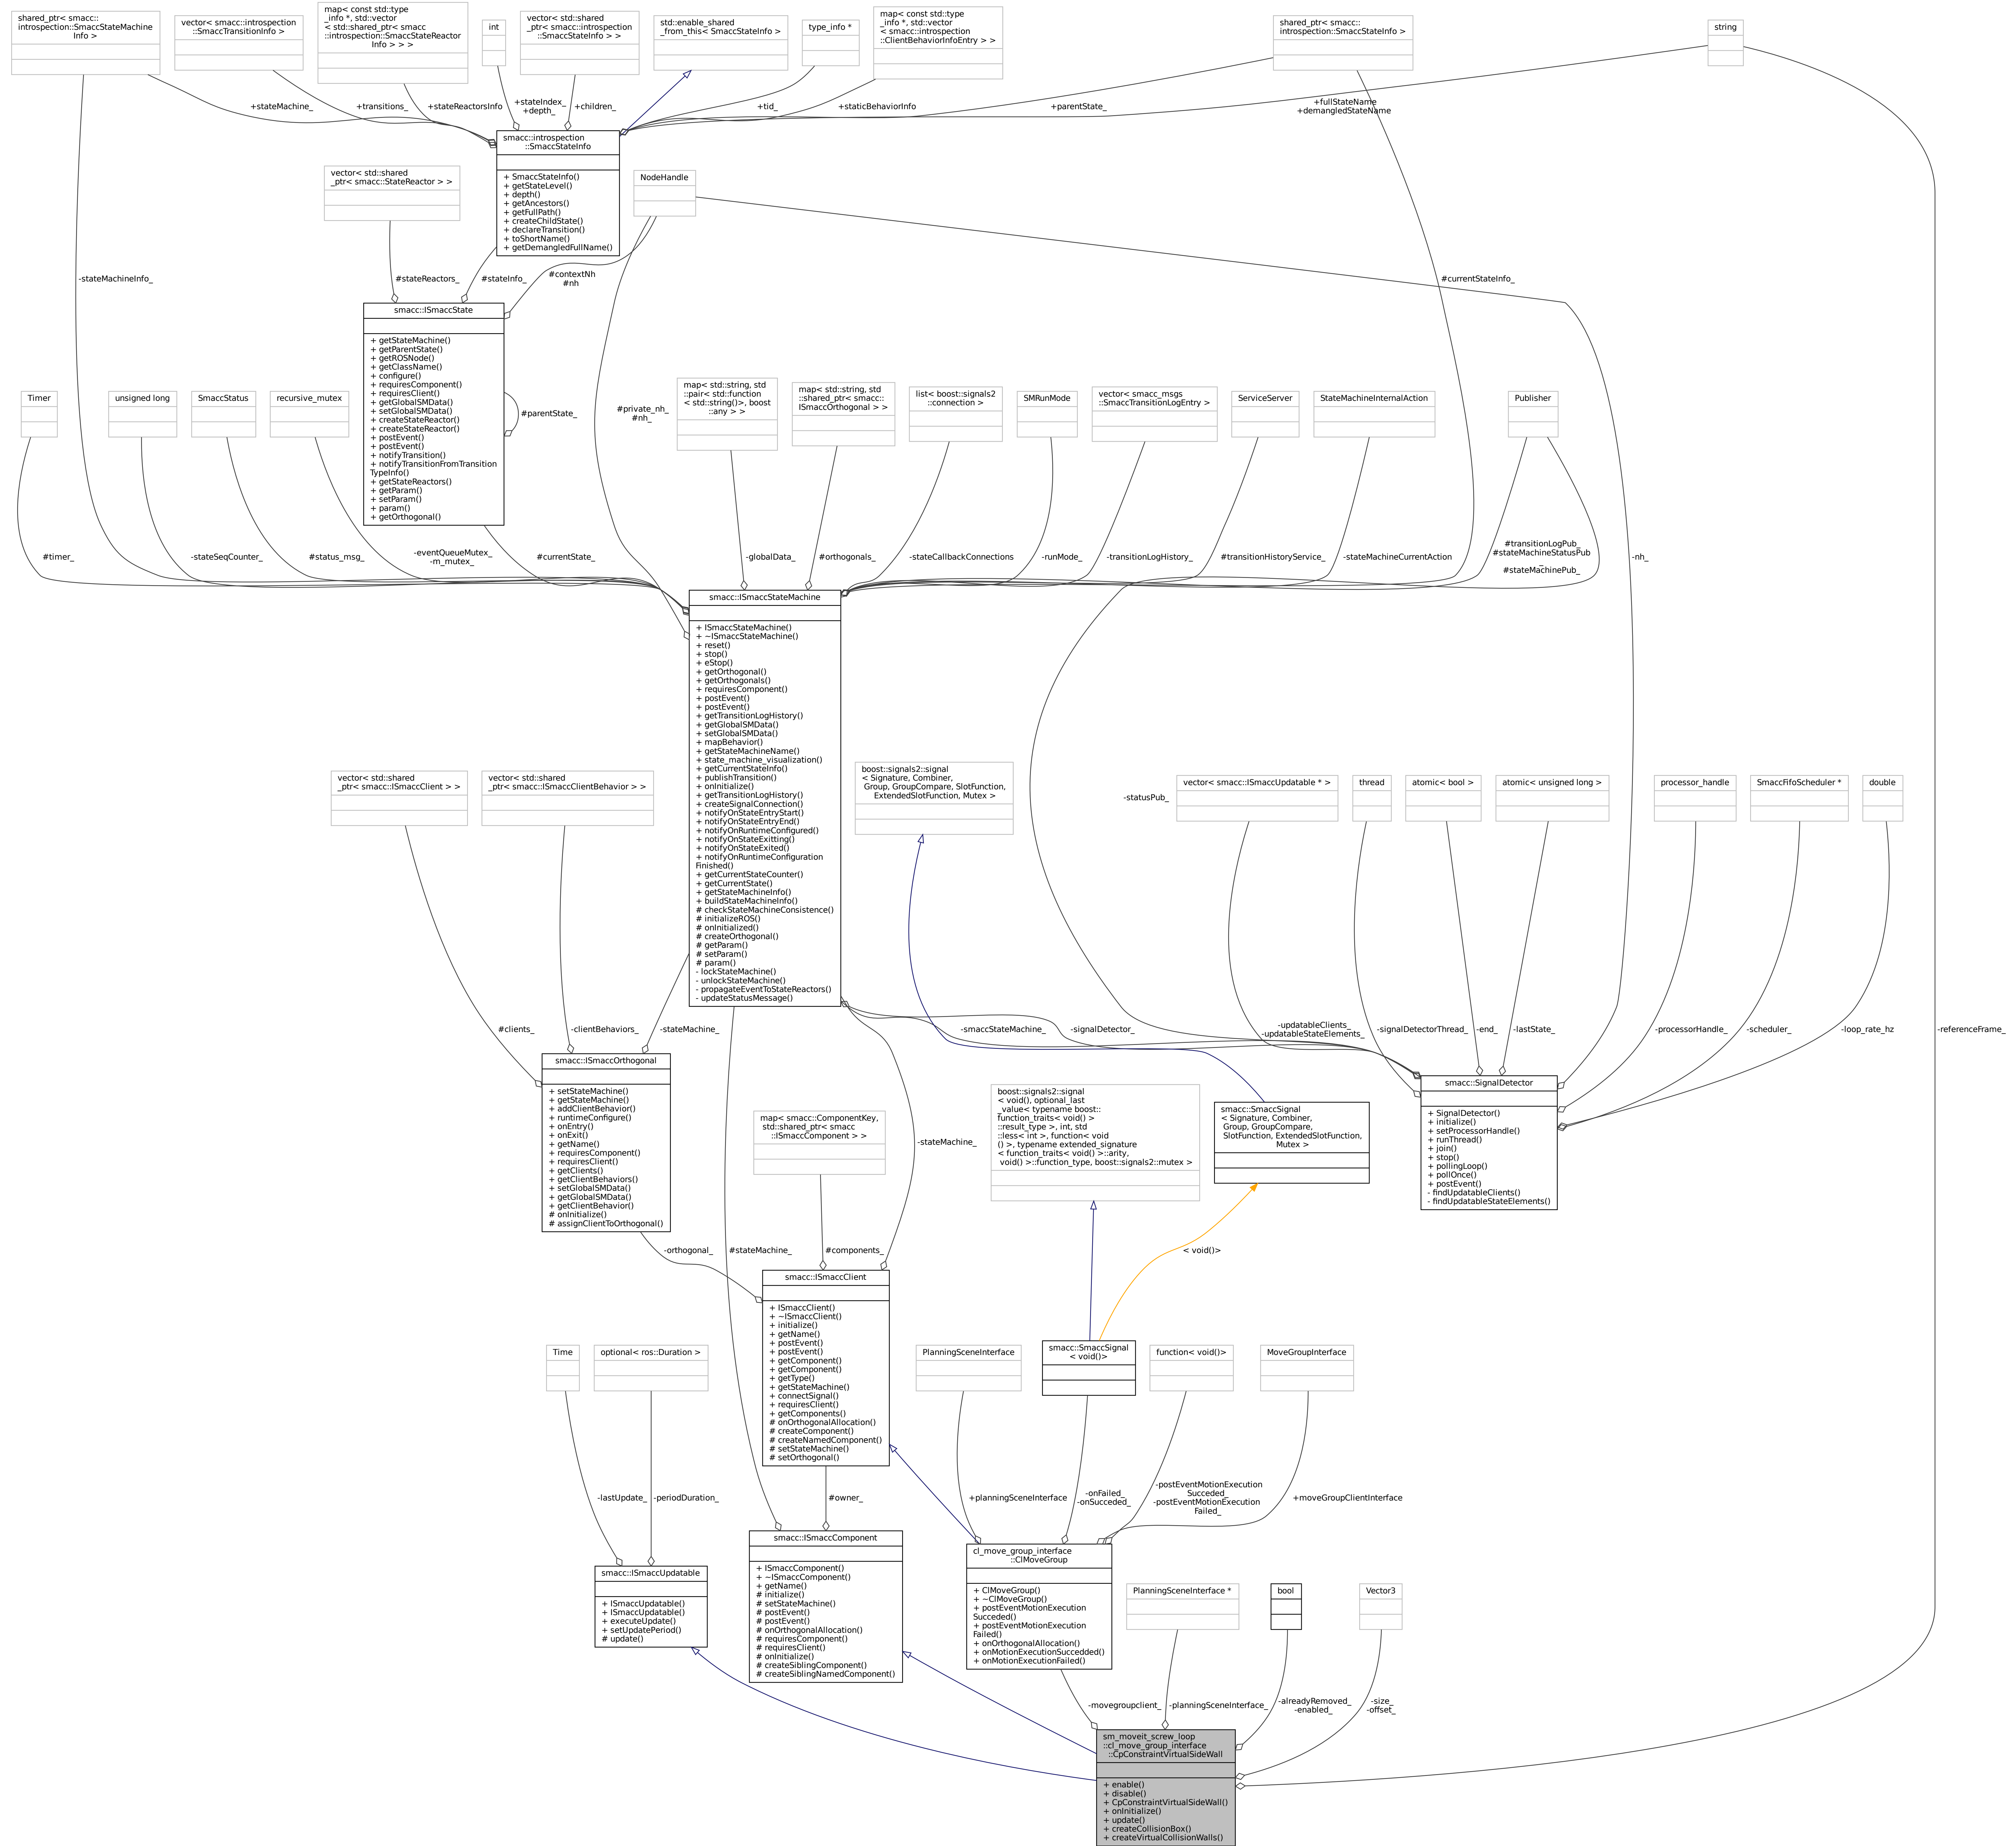 shared_ptr< smacc::
introspection::SmaccStateMachine
Info >
vector< smacc::introspection
::SmaccTransitionInfo >
map< const std::type
_info *, std::vector
< std::shared_ptr< smacc
::introspection::SmaccStateReactor
Info > > >
int
vector< std::shared
_ptr< smacc::introspection
::SmaccStateInfo > >
std::enable_shared
_from_this< SmaccStateInfo >
type_info *
map< const std::type
_info *, std::vector
< smacc::introspection
::ClientBehaviorInfoEntry > >
shared_ptr< smacc::
introspection::SmaccStateInfo >
string
+stateMachine_
+transitions_
+stateReactorsInfo
+stateIndex_
+depth_
+children_
+tid_
+staticBehaviorInfo
+parentState_
+fullStateName
+demangledStateName
smacc::introspection
::SmaccStateInfo
+ SmaccStateInfo()
+ getStateLevel()
+ depth()
+ getAncestors()
+ getFullPath()
+ createChildState()
+ declareTransition()
+ toShortName()
+ getDemangledFullName()
vector< std::shared
_ptr< smacc::StateReactor > >
NodeHandle
-stateMachineInfo_
#stateReactors_
#stateInfo_
#contextNh
#nh
#currentStateInfo_
smacc::ISmaccState
+ getStateMachine()
+ getParentState()
+ getROSNode()
+ getClassName()
+ configure()
+ requiresComponent()
+ requiresClient()
+ getGlobalSMData()
+ setGlobalSMData()
+ createStateReactor()
+ createStateReactor()
+ postEvent()
+ postEvent()
+ notifyTransition()
+ notifyTransitionFromTransition
TypeInfo()
+ getStateReactors()
+ getParam()
+ setParam()
+ param()
+ getOrthogonal()
#parentState_
Timer
unsigned long
SmaccStatus
recursive_mutex
#private_nh_
#nh_
map< std::string, std
::pair< std::function
< std::string()>, boost
::any > >
map< std::string, std
::shared_ptr< smacc::
ISmaccOrthogonal > >
list< boost::signals2
::connection >
SMRunMode
vector< smacc_msgs
::SmaccTransitionLogEntry >
ServiceServer
StateMachineInternalAction
Publisher
#timer_
-stateSeqCounter_
#status_msg_
-eventQueueMutex_
-m_mutex_
#currentState_
-globalData_
#orthogonals_
-stateCallbackConnections
-runMode_
-transitionLogHistory_
#transitionHistoryService_
-stateMachineCurrentAction
#transitionLogPub_
#stateMachineStatusPub
_
#stateMachinePub_
-nh_
smacc::ISmaccStateMachine
+ ISmaccStateMachine()
+ ~ISmaccStateMachine()
+ reset()
+ stop()
+ eStop()
+ getOrthogonal()
+ getOrthogonals()
+ requiresComponent()
+ postEvent()
+ postEvent()
+ getTransitionLogHistory()
+ getGlobalSMData()
+ setGlobalSMData()
+ mapBehavior()
+ getStateMachineName()
+ state_machine_visualization()
+ getCurrentStateInfo()
+ publishTransition()
+ onInitialize()
+ getTransitionLogHistory()
+ createSignalConnection()
+ notifyOnStateEntryStart()
+ notifyOnStateEntryEnd()
+ notifyOnRuntimeConfigured()
+ notifyOnStateExitting()
+ notifyOnStateExited()
+ notifyOnRuntimeConfiguration
Finished()
+ getCurrentStateCounter()
+ getCurrentState()
+ getStateMachineInfo()
+ buildStateMachineInfo()
# checkStateMachineConsistence()
# initializeROS()
# onInitialized()
# createOrthogonal()
# getParam()
# setParam()
# param()
- lockStateMachine()
- unlockStateMachine()
- propagateEventToStateReactors()
- updateStatusMessage()
vector< std::shared
_ptr< smacc::ISmaccClient > >
vector< std::shared
_ptr< smacc::ISmaccClientBehavior > >
boost::signals2::signal
< Signature, Combiner,
Group, GroupCompare, SlotFunction,
ExtendedSlotFunction, Mutex >
-statusPub_
vector< smacc::ISmaccUpdatable * >
thread
atomic< bool >
atomic< unsigned long >
processor_handle
SmaccFifoScheduler *
double
#clients_
-clientBehaviors_
-stateMachine_
-smaccStateMachine_
-signalDetector_
-updatableClients_
-updatableStateElements_
-signalDetectorThread_
-end_
-lastState_
-processorHandle_
-scheduler_
-loop_rate_hz
-referenceFrame_
smacc::ISmaccOrthogonal
+ setStateMachine()
+ getStateMachine()
+ addClientBehavior()
+ runtimeConfigure()
+ onEntry()
+ onExit()
+ getName()
+ requiresComponent()
+ requiresClient()
+ getClients()
+ getClientBehaviors()
+ setGlobalSMData()
+ getGlobalSMData()
+ getClientBehavior()
# onInitialize()
# assignClientToOrthogonal()
map< smacc::ComponentKey,
std::shared_ptr< smacc
::ISmaccComponent > >
-stateMachine_
boost::signals2::signal
< void(), optional_last
_value< typename boost::
function_traits< void() >
::result_type >, int, std
::less< int >, function< void
() >, typename extended_signature
< function_traits< void() >::arity,
void() >::function_type, boost::signals2::mutex >
smacc::SmaccSignal
< Signature, Combiner,
Group, GroupCompare,
SlotFunction, ExtendedSlotFunction,
Mutex >
smacc::SignalDetector
+ SignalDetector()
+ initialize()
+ setProcessorHandle()
+ runThread()
+ join()
+ stop()
+ pollingLoop()
+ pollOnce()
+ postEvent()
- findUpdatableClients()
- findUpdatableStateElements()
-orthogonal_
#stateMachine_
#components_
< void()>
smacc::ISmaccClient
+ ISmaccClient()
+ ~ISmaccClient()
+ initialize()
+ getName()
+ postEvent()
+ postEvent()
+ getComponent()
+ getComponent()
+ getType()
+ getStateMachine()
+ connectSignal()
+ requiresClient()
+ getComponents()
# onOrthogonalAllocation()
# createComponent()
# createNamedComponent()
# setStateMachine()
# setOrthogonal()
Time
optional< ros::Duration >
PlanningSceneInterface
smacc::SmaccSignal
< void()>
function< void()>
MoveGroupInterface
-lastUpdate_
-periodDuration_
#owner_
+planningSceneInterface
-onFailed_
-onSucceded_
-postEventMotionExecution
Succeded_
-postEventMotionExecution
Failed_
+moveGroupClientInterface
smacc::ISmaccUpdatable
+ ISmaccUpdatable()
+ ISmaccUpdatable()
+ executeUpdate()
+ setUpdatePeriod()
# update()
smacc::ISmaccComponent
+ ISmaccComponent()
+ ~ISmaccComponent()
+ getName()
# initialize()
# setStateMachine()
# postEvent()
# postEvent()
# onOrthogonalAllocation()
# requiresComponent()
# requiresClient()
# onInitialize()
# createSiblingComponent()
# createSiblingNamedComponent()
cl_move_group_interface
::ClMoveGroup
+ ClMoveGroup()
+ ~ClMoveGroup()
+ postEventMotionExecution
Succeded()
+ postEventMotionExecution
Failed()
+ onOrthogonalAllocation()
+ onMotionExecutionSuccedded()
+ onMotionExecutionFailed()
PlanningSceneInterface *
bool
Vector3
-movegroupclient_
-planningSceneInterface_
-alreadyRemoved_
-enabled_
-size_
-offset_
sm_moveit_screw_loop
::cl_move_group_interface
::CpConstraintVirtualSideWall
+ enable()
+ disable()
+ CpConstraintVirtualSideWall()
+ onInitialize()
+ update()
+ createCollisionBox()
+ createVirtualCollisionWalls()